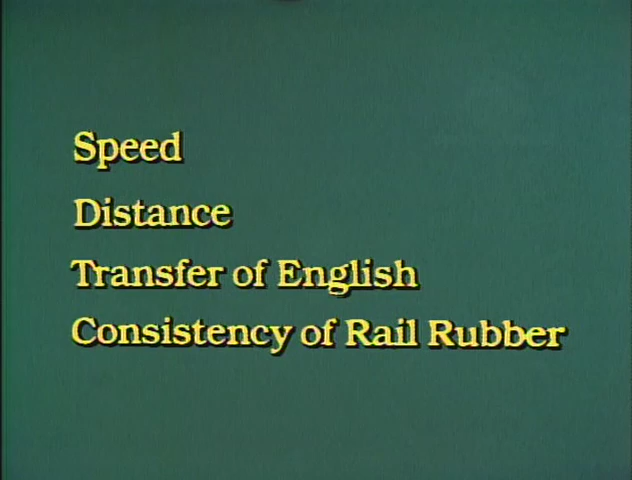 Speed
Distance
Transfer of English
Consistency of Rail Rubber